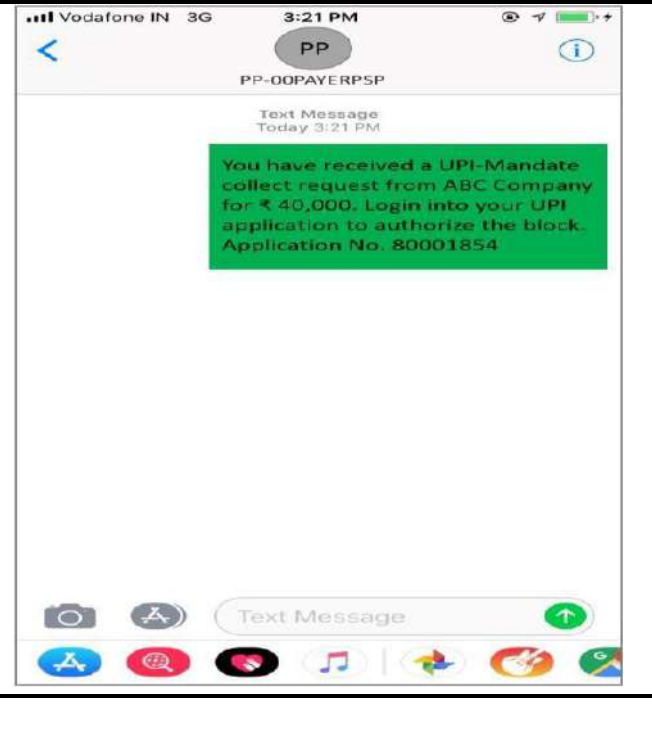 Vodafone IN 3G 3:21 PM
PP
PP-00PAYERPSP
Text Message
Today 3:21 PM
You have received a UPI-Mandate
collect request from ABC Company
for ₹ 40,000. Login into your UPI
application to authorize the block.
Application No. 80001854
Text Message
G